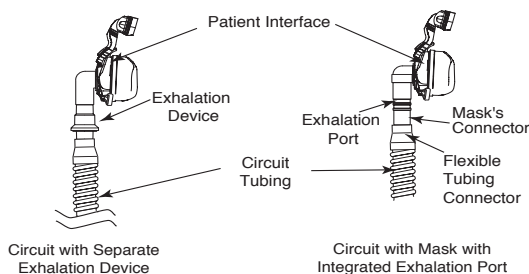 Patient Interface
Exhalation
Device
Exhalation
Port
Mask's
Connector
Circuit
Tubing
Flexible
Tubing
Connector
Circuit with Separate
Exhalation Device
Circuit with Mask with
Integrated Exhalation Port